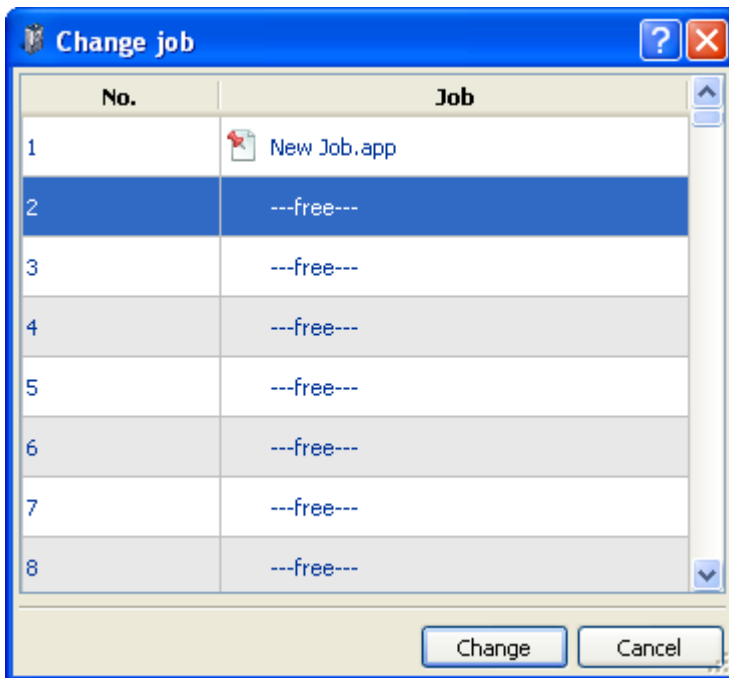 Change job
No. Job
1 New Job.app
2 ---free---
3 ---free---
4 ---free---
5 ---free---
6 ---free---
7 ---free---
8 ---free---
Change Cancel